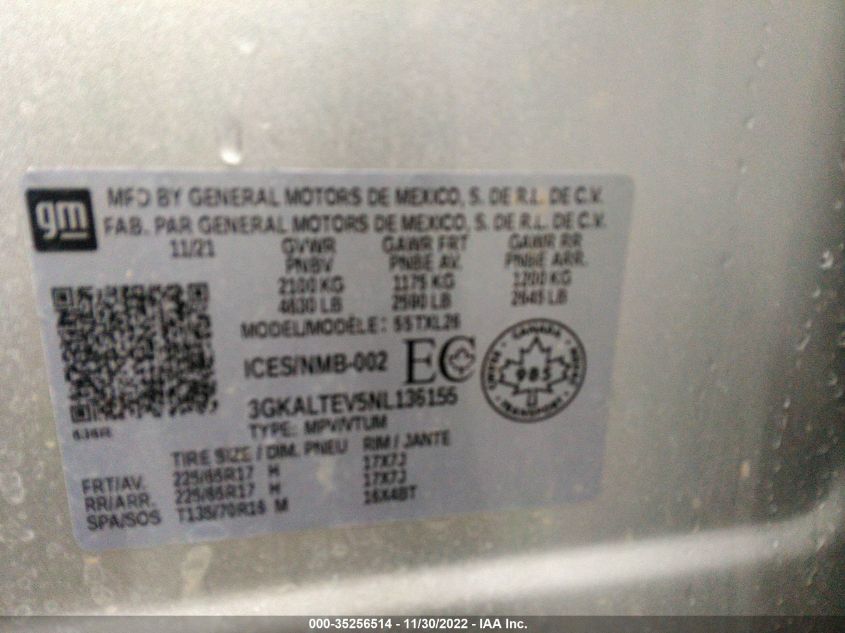 gm
MFD BY GENERAL MOTORS DE MEXICO, S. DE R.L. DE C.V.
FAB. PAR GENERAL MOTORS DE MEXICO, S. DE R.L. DE C.V.
11/21 GVWR GAWR FRT GAWR RR
PNBV PNBE AV. PNBE ARR.
2100 KG 1175 KG 1200 KG
4630 LB 2590 LB 2645 LB
MODEL/MODÈLE: SSTXL26
ICES/NMB-002 EC
CANADA
985
3GKALTEV5NL136155
TYPE: MPV/VTUM
TIRE SIZE / DIM. PNEU RIM / JANTE
FRT/AV. 225/65R17 H 17X7J
RR/ARR. 225/65R17 H 17X7J
SPA/SOS T135/70R16 M 16X4BT
000-35256514 - 11/30/2022 - IAA Inc.